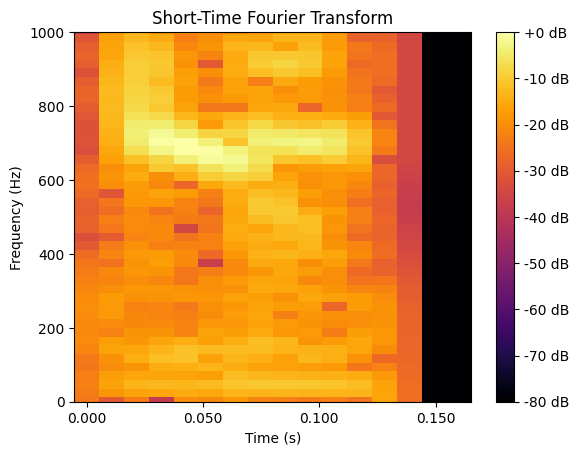 Short-Time Fourier Transform
1000
800
600
400
200
0
Frequency (Hz)
0.000
0.050
0.100
0.150
Time (s)
+0 dB
-10 dB
-20 dB
-30 dB
-40 dB
-50 dB
-60 dB
-70 dB
-80 dB